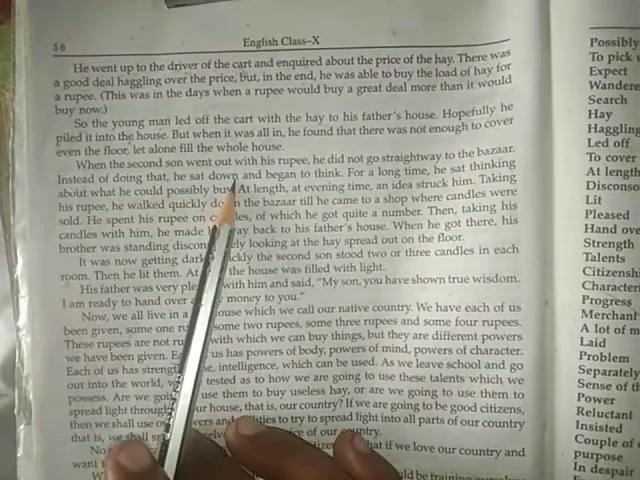 56
English Class–X
He went up to the driver of the cart and enquired about the price of the hay. There was
a good deal haggling over the price, but, in the end, he was able to buy the load of hay for
a rupee. (This was in the days when a rupee would buy a great deal more than it would
buy now.)
So the young man led off the cart with the hay to his father's house. Hopefully he
piled it into the house. But when it was all in, he found that there was not enough to cover
even the floor, let alone fill the whole house.
When the second son went out with his rupee, he did not go straightway to the bazaar.
Instead of doing that, he sat down and began to think. For a long time, he sat thinking
about what he could possibly buy. At length, at evening time, an idea struck him. Taking
his rupee, he walked quickly the bazaar till he came to a shop where candles were
sold. He spent his rupee on of which he got quite a number. Then, taking his
candles with him, he made back to his father's house. When he got there, his
brother was standing looking at the hay spread out on the floor.
It was now getting the second son stood two or three candles in each
room. Then he lit them. At the house was filled with light.
His father was very with him and said, "My son, you have shown true wisdom.
I am ready to hand over money to you."
Now, we all live in a which we call our native country. We have each of us
been given, some one some two rupees, some three rupees and some four rupees.
These rupees are not with which we can buy things, but they are different powers
we have been given. us has powers of body, powers of mind, powers of character.
Each of us has intelligence, which can be used. As we leave school and go
out into the world, tested as to how we are going to use these talents which we
possess. Are we use them to buy useless hay, or are we going to use them to
spread light house, that is, our country? If we are going to be good citizens,
then we shall use to try to spread light into all parts of our country
that is, we shall of our country.
that if we love our country and
want
Possibly
To pick
Expect
Wandere
Search
Hay
Haggling
Led off
To cover
At length
Disconso
Lit
Pleased
Hand ove
Strength
Talents
Citizensh
Character
Progress
Merchant
A lot of m
Laid
Problem
Separately
Sense of th
Power
Reluctant
Insisted
Couple of
purpose
In despair